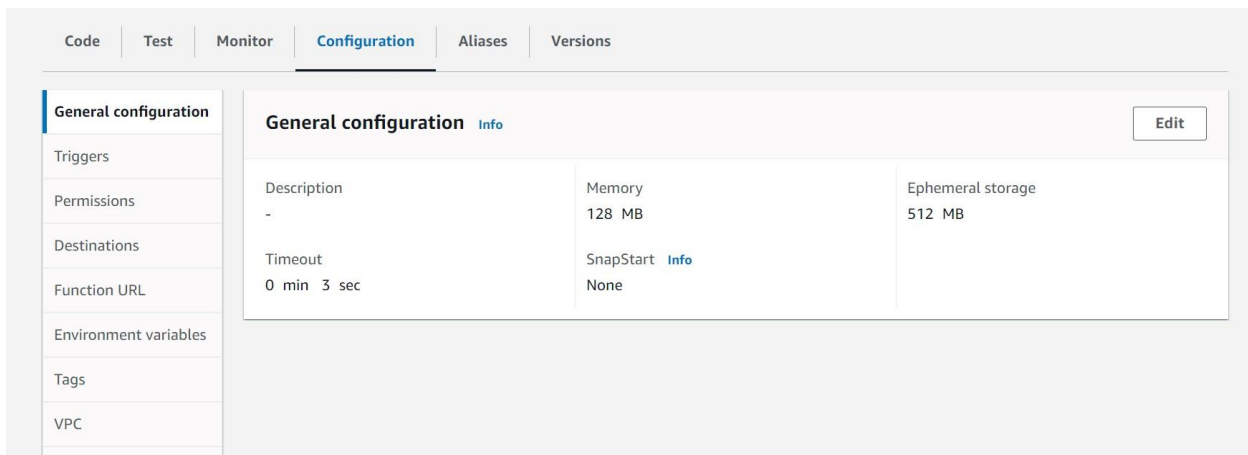 Code Test Monitor Configuration Aliases Versions
General configuration
Triggers
Permissions
Destinations
Function URL
Environment variables
Tags
VPC
General configuration Info
Edit
Description
-
Memory
128 MB
Ephemeral storage
512 MB
Timeout
0 min 3 sec
SnapStart Info
None